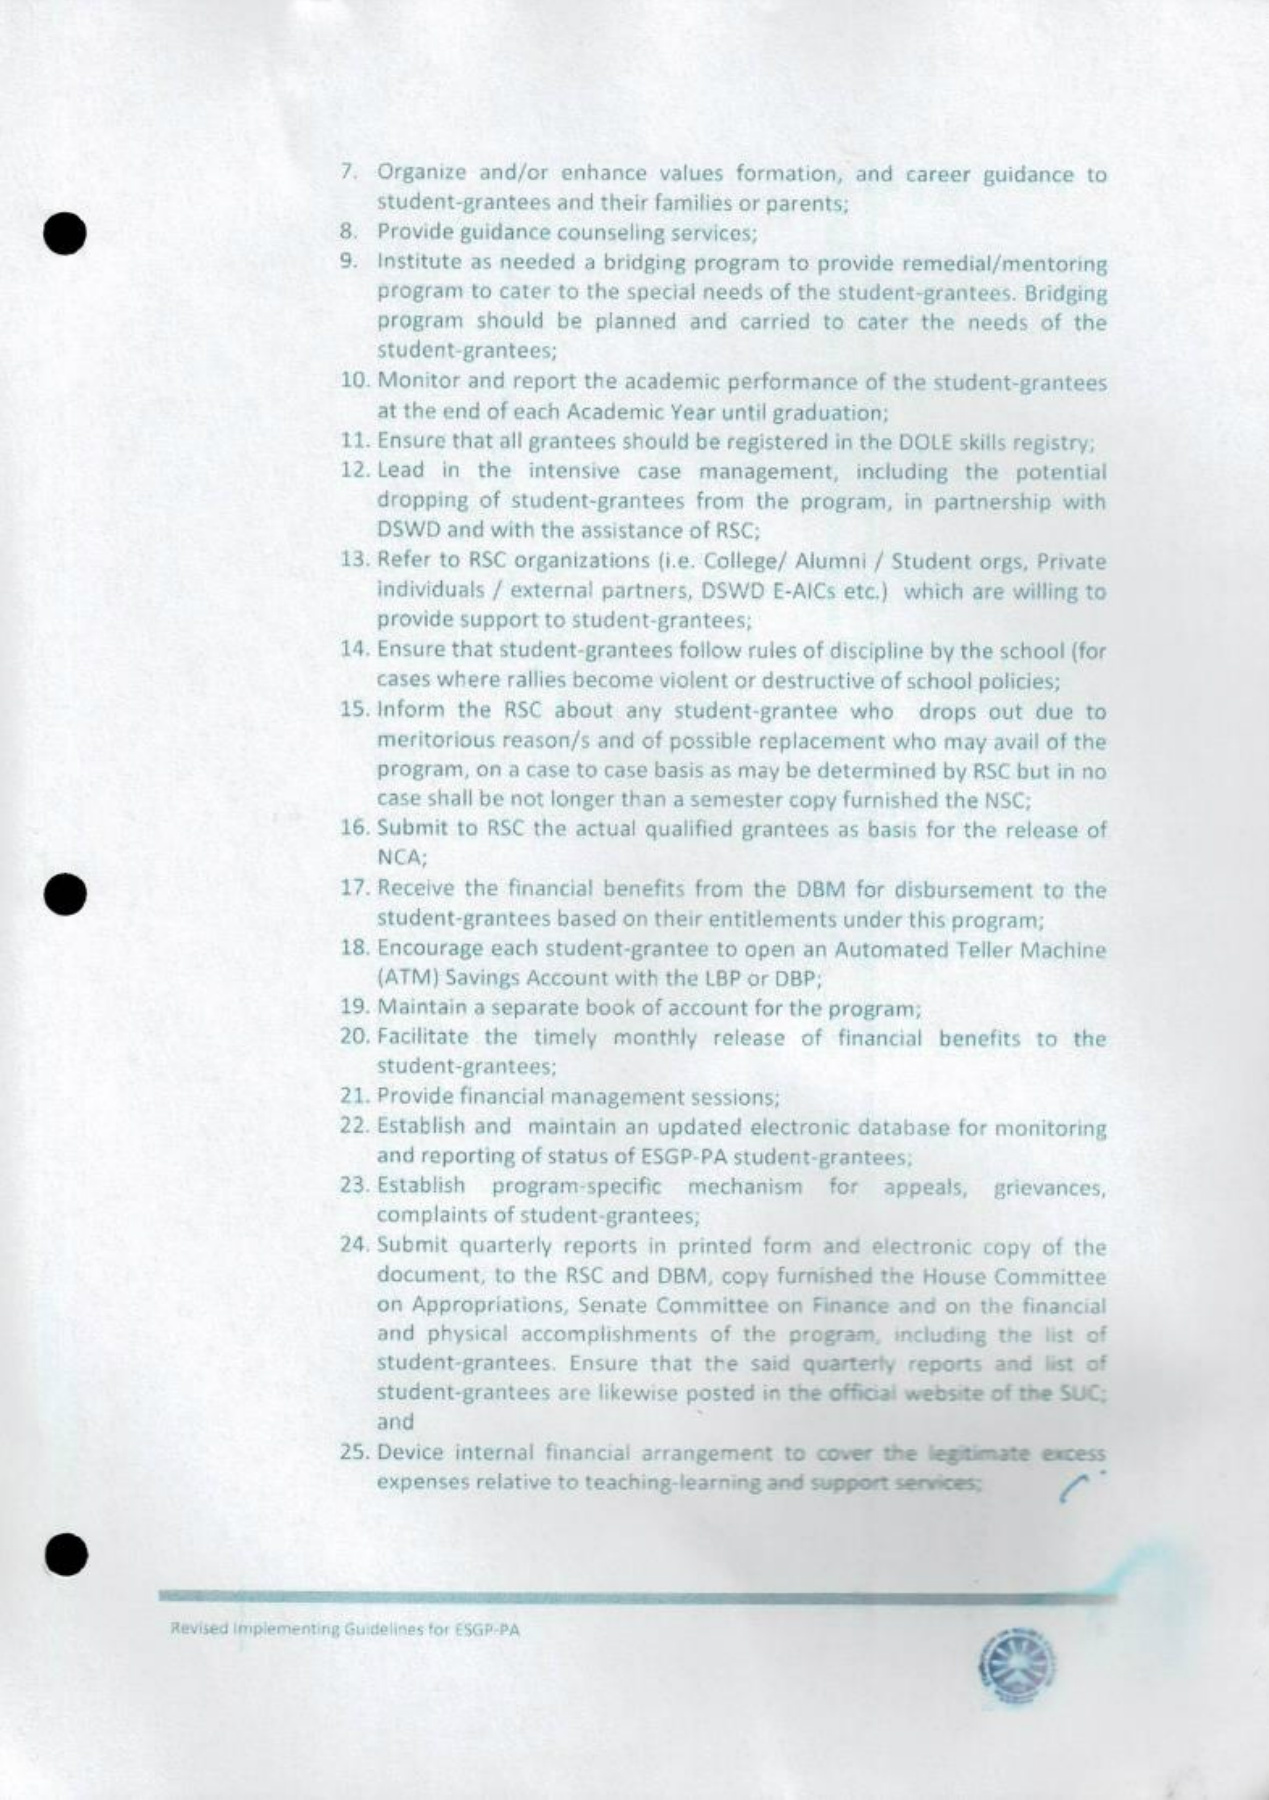 7. Organize and/or enhance values formation, and career guidance to
student-grantees and their families or parents;
8. Provide guidance counseling services;
9. Institute as needed a bridging program to provide remedial/mentoring
program to cater to the special needs of the student-grantees. Bridging
program should be planned and carried to cater the needs of the
student-grantees;
10. Monitor and report the academic performance of the student-grantees
at the end of each Academic Year until graduation;
11. Ensure that all grantees should be registered in the DOLE skills registry;
12. Lead in the intensive case management, including the potential
dropping of student-grantees from the program, in partnership with
DSWD and with the assistance of RSC;
13. Refer to RSC organizations (i.e. College/ Alumni / Student orgs, Private
individuals / external partners, DSWD E-AICs etc.) which are willing to
provide support to student-grantees;
14. Ensure that student-grantees follow rules of discipline by the school (for
cases where rallies become violent or destructive of school policies;
15. Inform the RSC about any student-grantee who drops out due to
meritorious reason/s and of possible replacement who may avail of the
program, on a case to case basis as may be determined by RSC but in no
case shall be not longer than a semester copy furnished the NSC;
16. Submit to RSC the actual qualified grantees as basis for the release of
NCA;
17. Receive the financial benefits from the DBM for disbursement to the
student-grantees based on their entitlements under this program;
18. Encourage each student-grantee to open an Automated Teller Machine
(ATM) Savings Account with the LBP or DBP;
19. Maintain a separate book of account for the program;
20. Facilitate the timely monthly release of financial benefits to the
student-grantees;
21. Provide financial management sessions;
22. Establish and maintain an updated electronic database for monitoring
and reporting of status of ESGP-PA student-grantees;
23. Establish program-specific mechanism for appeals, grievances,
complaints of student-grantees;
24. Submit quarterly reports in printed form and electronic copy of the
document, to the RSC and DBM, copy furnished the House Committee
on Appropriations, Senate Committee on Finance and on the financial
and physical accomplishments of the program, including the list of
student-grantees. Ensure that the said quarterly reports and list of
student-grantees are likewise posted in the official website of the SUC;
and
25. Device internal financial arrangement to cover the legitimate excess
expenses relative to teaching-learning and support services;
Revised Implementing Guidelines for ESGP-PA